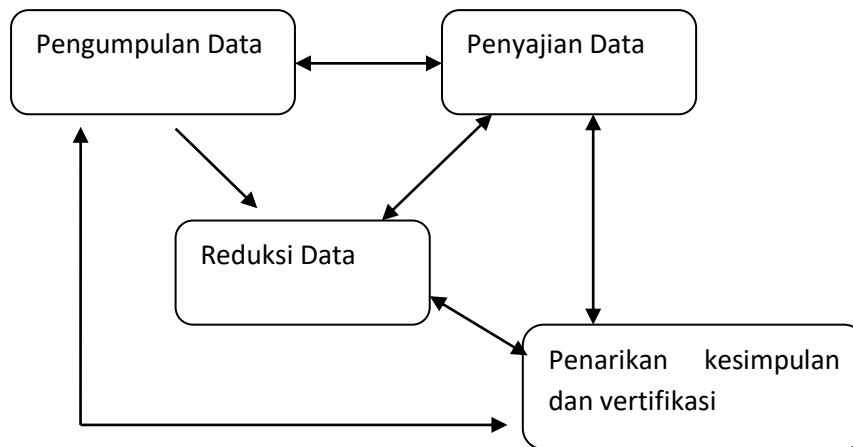 Pengumpulan Data
Penyajian Data
Reduksi Data
Penarikan kesimpulan
dan vertifikasi